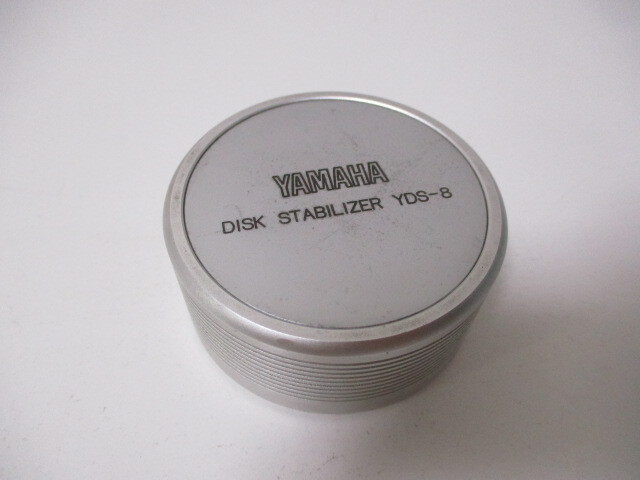 YAMAHA
DISK STABILIZER YDS-8